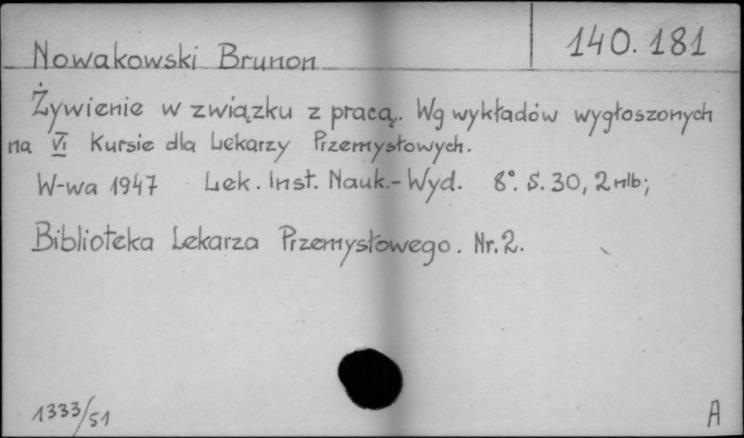 Nowakowski Brunon
140.181
Żywienie w związku z pracą. Wg wykładów wygłoszonych
na VI Kursie dla Lekarzy Przemysłowych.
W-wa 1947 Lek. Inst. Nauk.-Wyd. 8°. S. 30, 2 nlb;
Biblioteka Lekarza Przemysłowego. Nr. 2.
1333/51
A